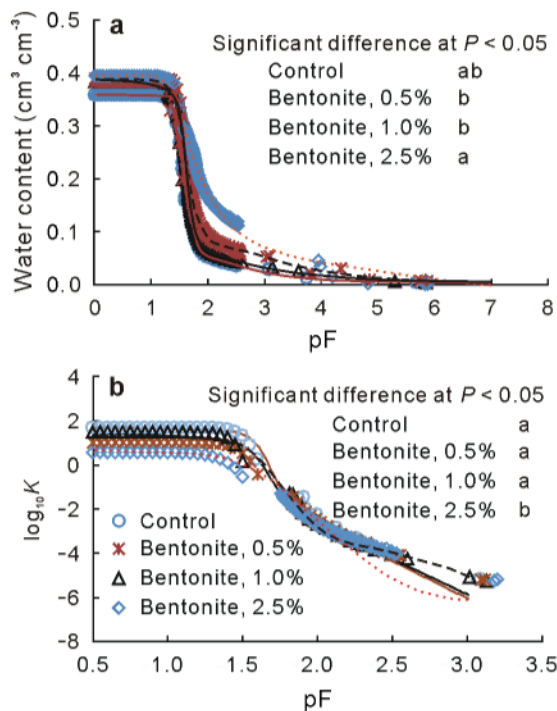 a
Significant difference at P < 0.05
Control ab
Bentonite, 0.5% b
Bentonite, 1.0% b
Bentonite, 2.5% a
Water content (cm³ cm⁻³)
0.5
0.4
0.3
0.2
0.1
0.0
0 1 2 3 4 5 6 7 8
pF
b
Significant difference at P < 0.05
Control a
Bentonite, 0.5% a
Bentonite, 1.0% a
Bentonite, 2.5% b
log₁₀K
4
2
0
−2
−4
−6
−8
Control
Bentonite, 0.5%
Bentonite, 1.0%
Bentonite, 2.5%
0.5 1.0 1.5 2.0 2.5 3.0 3.5
pF